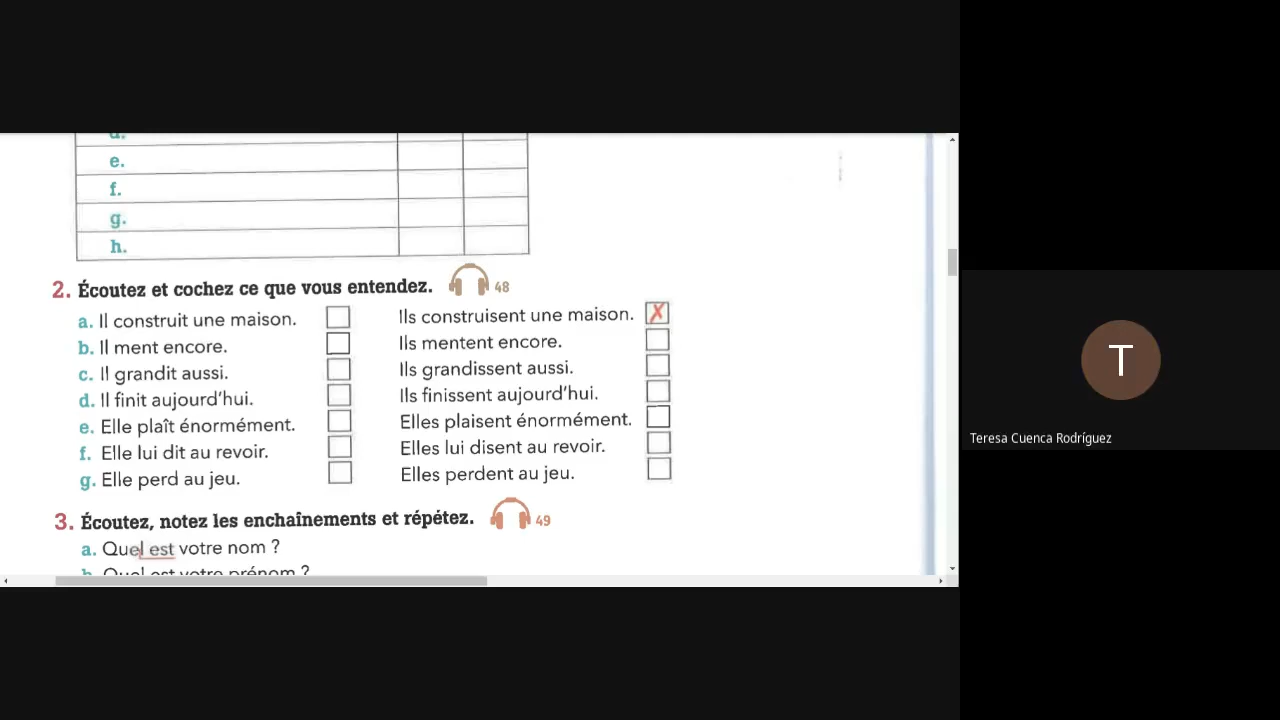 e.
f.
g.
h.
2. Écoutez et cochez ce que vous entendez. 48
a. Il construit une maison. Ils construisent une maison. X
b. Il ment encore. Ils mentent encore.
c. Il grandit aussi. Ils grandissent aussi.
d. Il finit aujourd'hui. Ils finissent aujourd'hui.
e. Elle plaît énormément. Elles plaisent énormément.
f. Elle lui dit au revoir. Elles lui disent au revoir.
g. Elle perd au jeu. Elles perdent au jeu.
3. Écoutez, notez les enchaînements et répétez. 49
a. Quel est votre nom ?
b. Quel est votre prénom ?
T
Teresa Cuenca Rodríguez